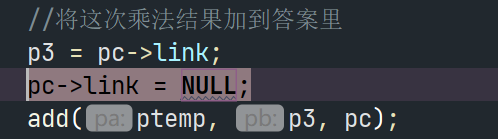 //将这次乘法结果加到答案里
p3 = pc->link;
pc->link = NULL;
add( pa: ptemp, pb: p3, pc);